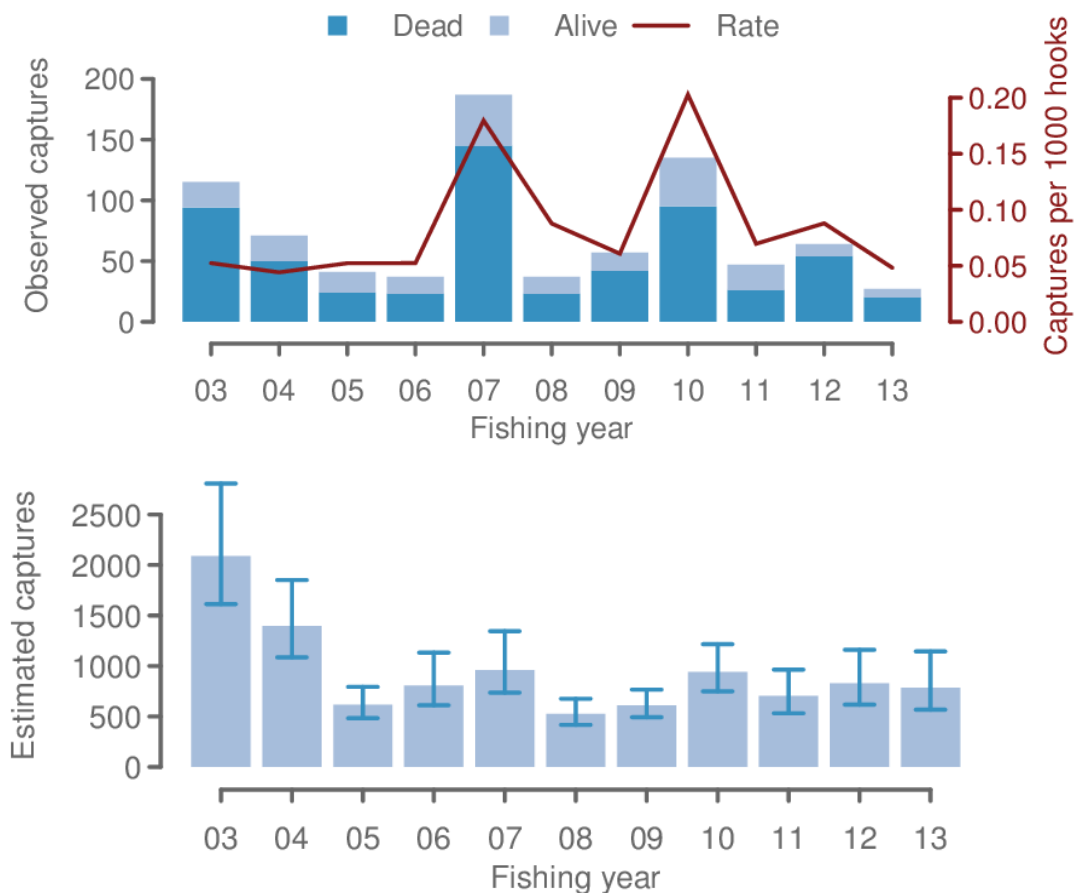 Dead Alive Rate
Observed captures
200
150
100
50
0
0.20
0.15
0.10
0.05
0.00
Captures per 1000 hooks
03 04 05 06 07 08 09 10 11 12 13
Fishing year
Estimated captures
2500
2000
1500
1000
500
0
03 04 05 06 07 08 09 10 11 12 13
Fishing year